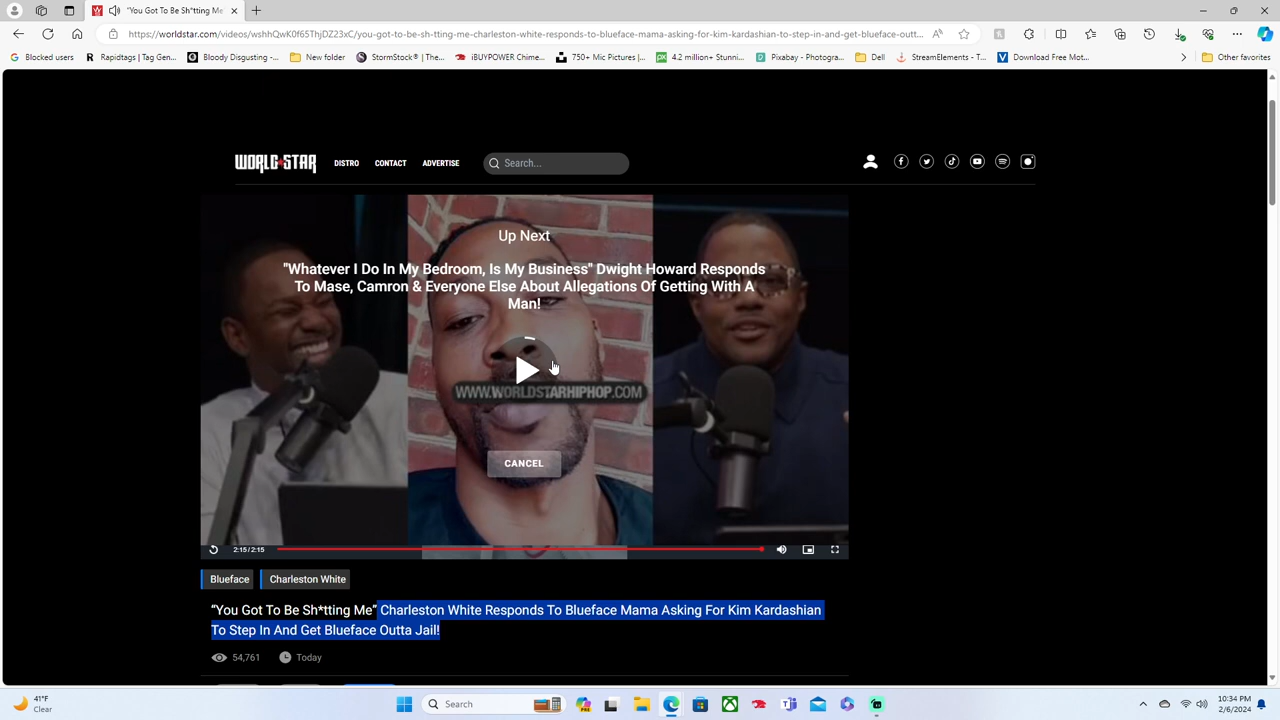 "You Got To Be Sh*tting Me
https://worldstar.com/videos/wshhQwK0f65ThjDZ23xC/you-got-to-be-sh-tting-me-charleston-white-responds-to-blueface-mama-asking-for-kim-kardashian-to-step-in-and-get-blueface-outt...
Blocked users
Rapidtags | Tag Gen...
Bloody Disgusting -...
New folder
StormStock® | The...
iBUYPOWER Chime...
750+ Mic Pictures |...
4.2 million+ Stunni...
Pixabay - Photogra...
Dell
StreamElements - T...
Download Free Mot...
Other favorites
WORLD STAR
DISTRO
CONTACT
ADVERTISE
Search...
Up Next
"Whatever I Do In My Bedroom, Is My Business" Dwight Howard Responds
To Mase, Camron & Everyone Else About Allegations Of Getting With A
Man!
WWW.WORLDSTARHIPHOP.COM
CANCEL
2:15 / 2:15
Blueface
Charleston White
“You Got To Be Sh*tting Me” Charleston White Responds To Blueface Mama Asking For Kim Kardashian
To Step In And Get Blueface Outta Jail!
54,761
Today
41°F
Clear
Search
10:34 PM
2/6/2024